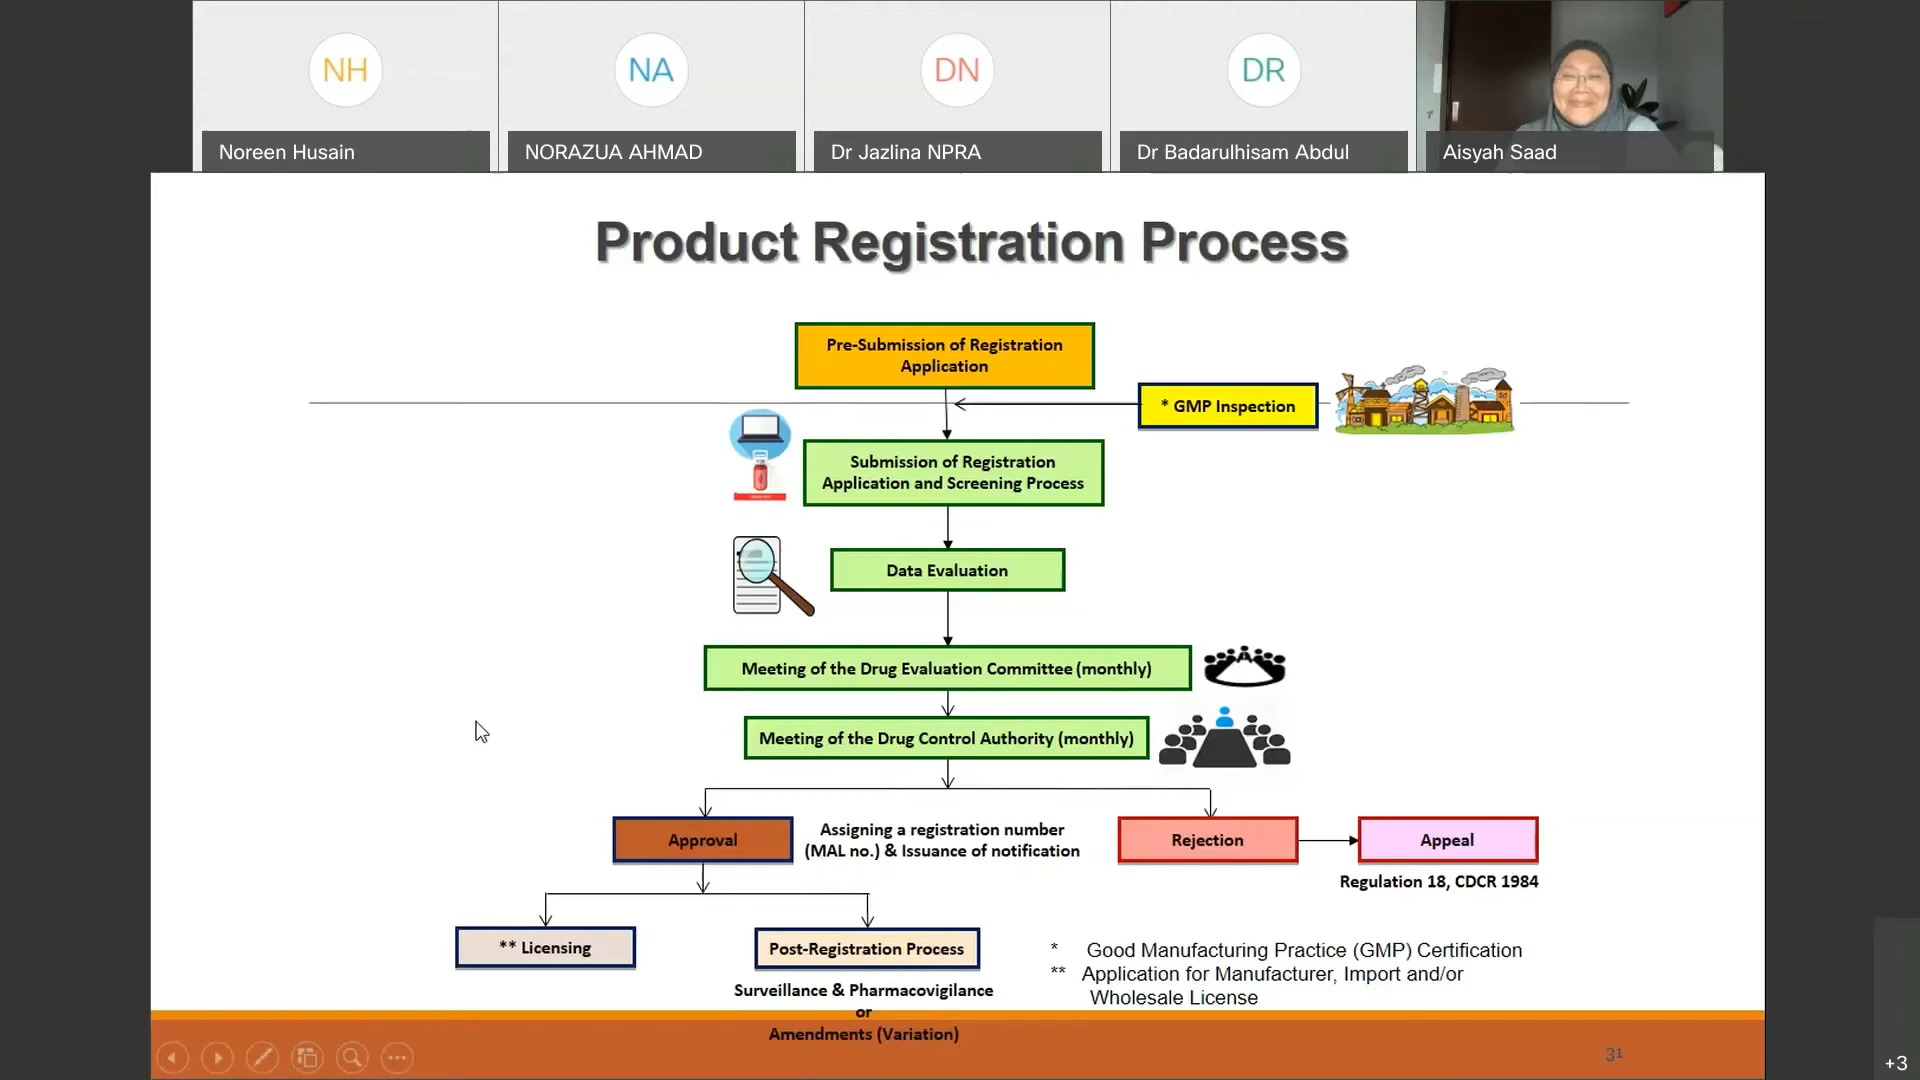 NH
NA
DN
DR
Noreen Husain
NORAZUA AHMAD
Dr Jazlina NPRA
Dr Badarulhisam Abdul
Aisyah Saad
Product Registration Process
Pre-Submission of Registration
Application
* GMP Inspection
Submission of Registration
Application and Screening Process
Data Evaluation
Meeting of the Drug Evaluation Committee (monthly)
Meeting of the Drug Control Authority (monthly)
Approval
Assigning a registration number
(MAL no.) & Issuance of notification
Rejection
Appeal
Regulation 18, CDCR 1984
** Licensing
Post-Registration Process
Surveillance & Pharmacovigilance
or
Amendments (Variation)
* Good Manufacturing Practice (GMP) Certification
** Application for Manufacturer, Import and/or
Wholesale License
31
+3